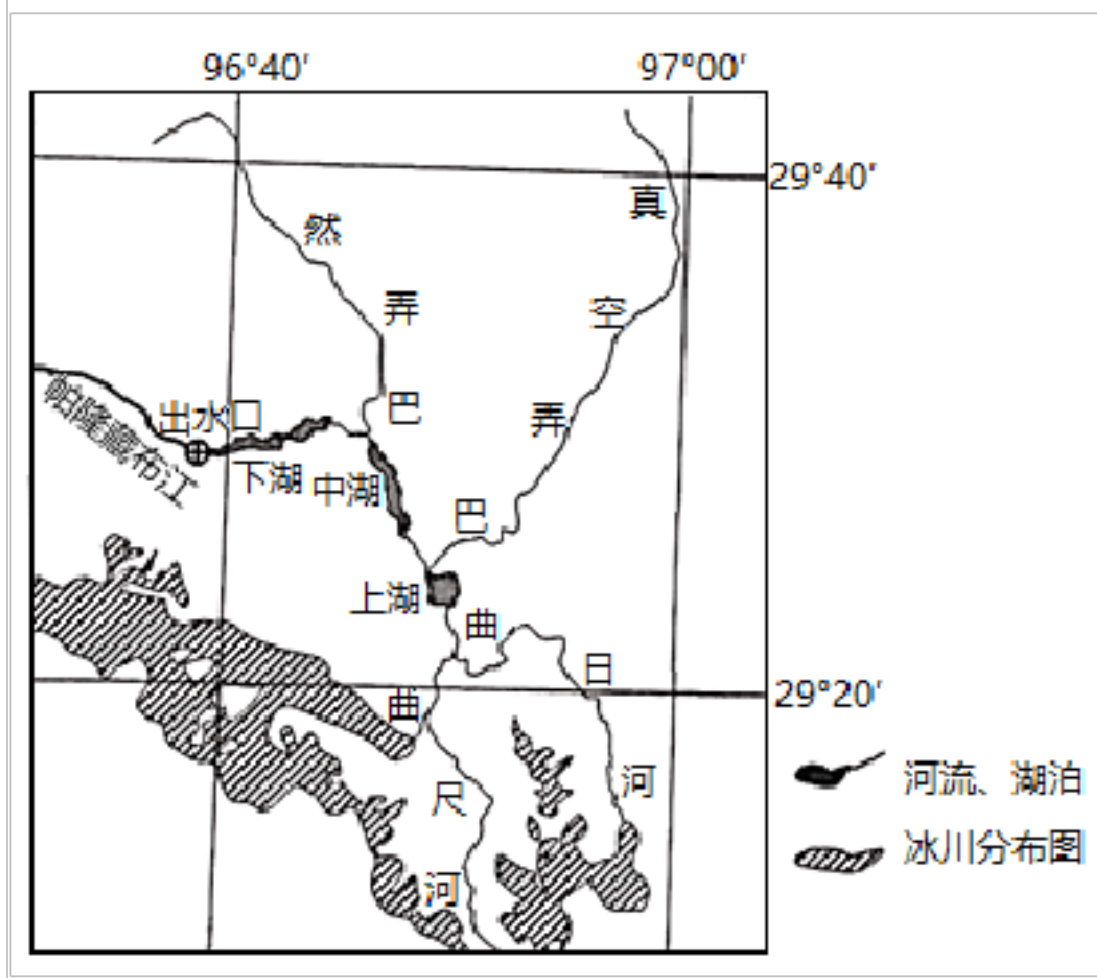 96°40′ 97°00′
29°40′
然弄巴
真空弄巴
帕隆藏布江
出水口
下湖
中湖
上湖
曲日河
曲尺河
29°20′
河流、湖泊
冰川分布图